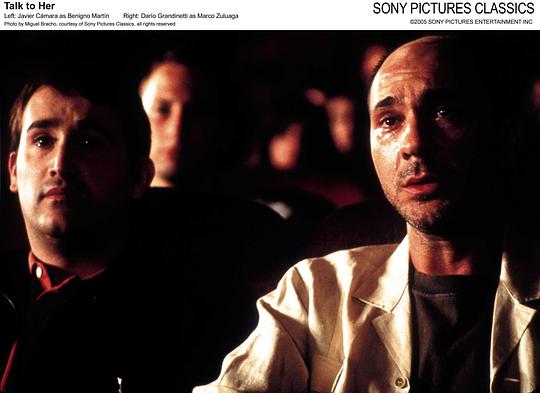 Talk to Her
SONY PICTURES CLASSICS
Left: Javier Cámara as Benigno Martín Right: Dario Grandinetti as Marco Zuluaga
©2005 SONY PICTURES ENTERTAINMENT INC
Photo by Miguel Bracho, courtesy of Sony Pictures Classics, all rights reserved